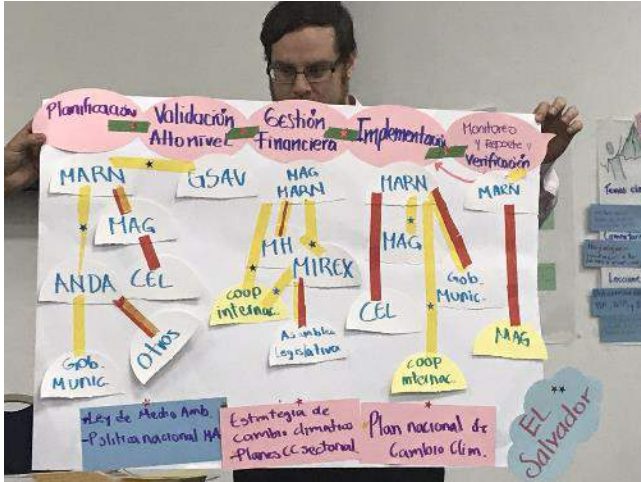 Planificación
Validación
Alto nivel
Gestión
Financiera
Implementación
Monitoreo
y Reporte y
Verificación
MARN
GSAV
MAG
MARN
MARN
MARN
MAG
MH
MAG
MIREX
ANDA
CEL
Gob.
Munic.
COOP
internac.
CEL
Asamblea
Legislativa
MAG
Gob.
MUNIC.
Otros
COOP
internac.
-Ley de Medio Amb.
-Política nacional MA
Estrategia de
cambio climático
-Planes CC sectorial
Plan nacional de
Cambio Clim.
EL
Salvador
Temas